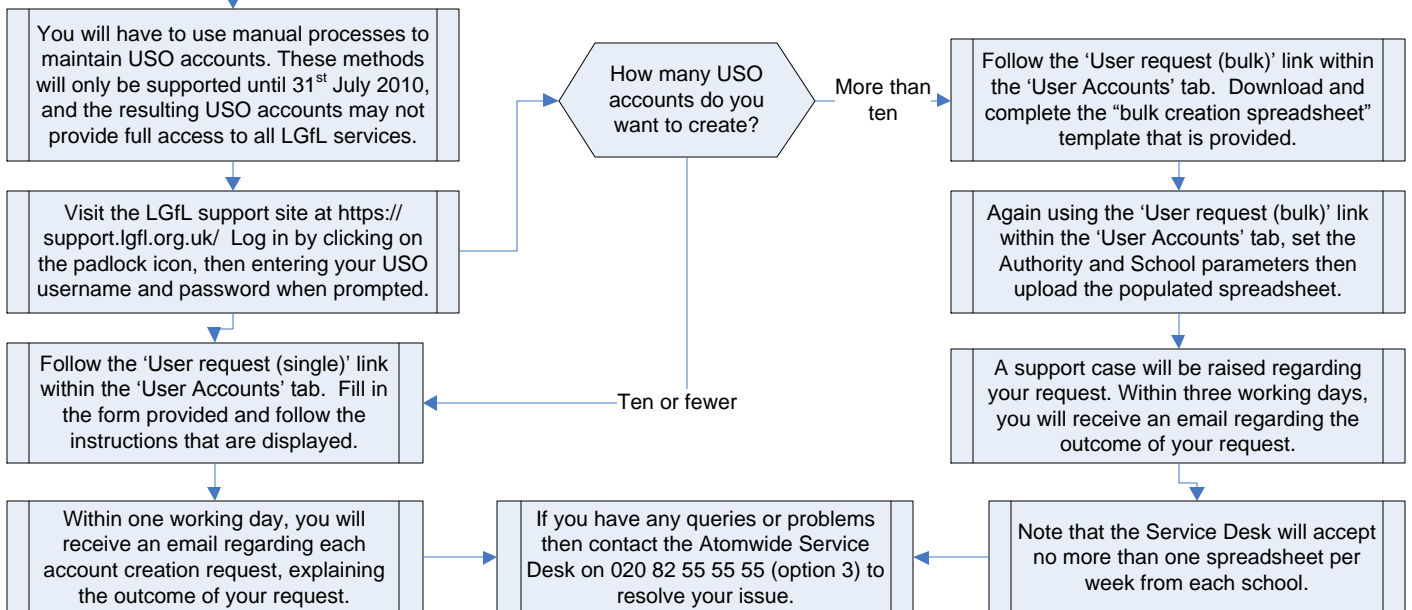 You will have to use manual processes to
maintain USO accounts. These methods
will only be supported until 31st July 2010,
and the resulting USO accounts may not
provide full access to all LGfL services.
Visit the LGfL support site at https://
support.lgfl.org.uk/ Log in by clicking on
the padlock icon, then entering your USO
username and password when prompted.
How many USO
accounts do you
want to create?
More than
ten
Ten or fewer
Follow the ‘User request (single)’ link
within the ‘User Accounts’ tab. Fill in
the form provided and follow the
instructions that are displayed.
Within one working day, you will
receive an email regarding each
account creation request, explaining
the outcome of your request.
Follow the ‘User request (bulk)’ link within
the ‘User Accounts’ tab. Download and
complete the “bulk creation spreadsheet”
template that is provided.
Again using the ‘User request (bulk)’ link
within the ‘User Accounts’ tab, set the
Authority and School parameters then
upload the populated spreadsheet.
A support case will be raised regarding
your request. Within three working days,
you will receive an email regarding the
outcome of your request.
Note that the Service Desk will accept
no more than one spreadsheet per
week from each school.
If you have any queries or problems
then contact the Atomwide Service
Desk on 020 82 55 55 55 (option 3) to
resolve your issue.